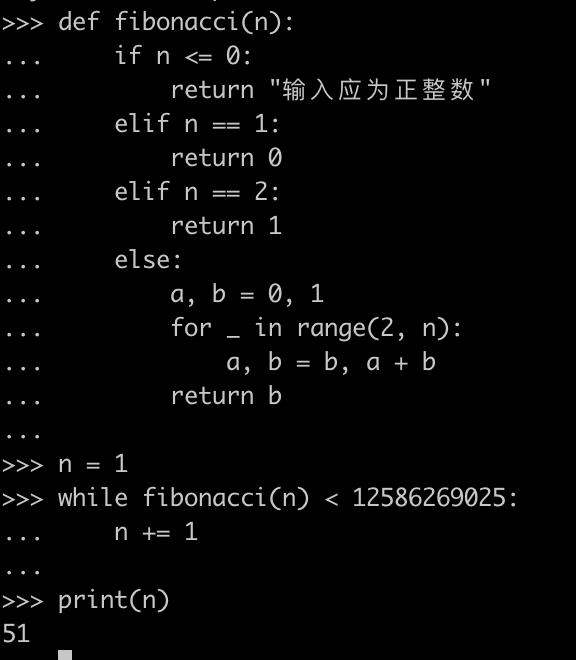 >>> def fibonacci(n):
...     if n <= 0:
...         return "输入应为正整数"
...     elif n == 1:
...         return 0
...     elif n == 2:
...         return 1
...     else:
...         a, b = 0, 1
...         for _ in range(2, n):
...             a, b = b, a + b
...         return b
...
>>> n = 1
>>> while fibonacci(n) < 12586269025:
...     n += 1
...
>>> print(n)
51